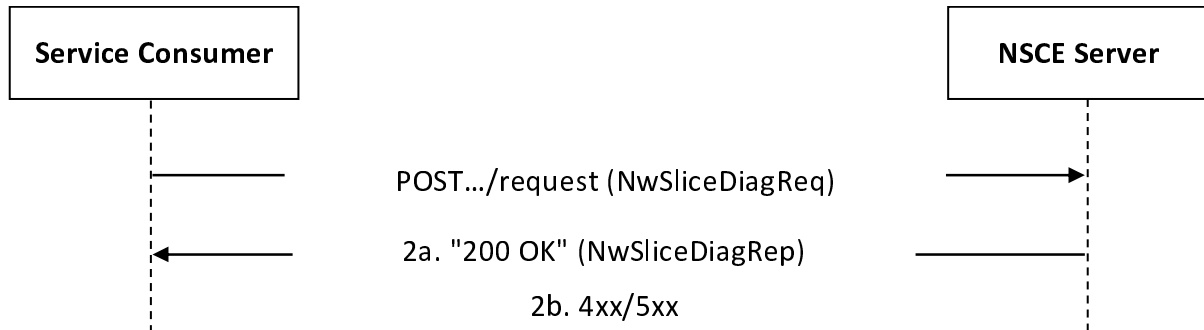 Service Consumer
NSCE Server
POST.../request (NwSliceDiagReq)
2a. "200 OK" (NwSliceDiagRep)
2b. 4xx/5xx